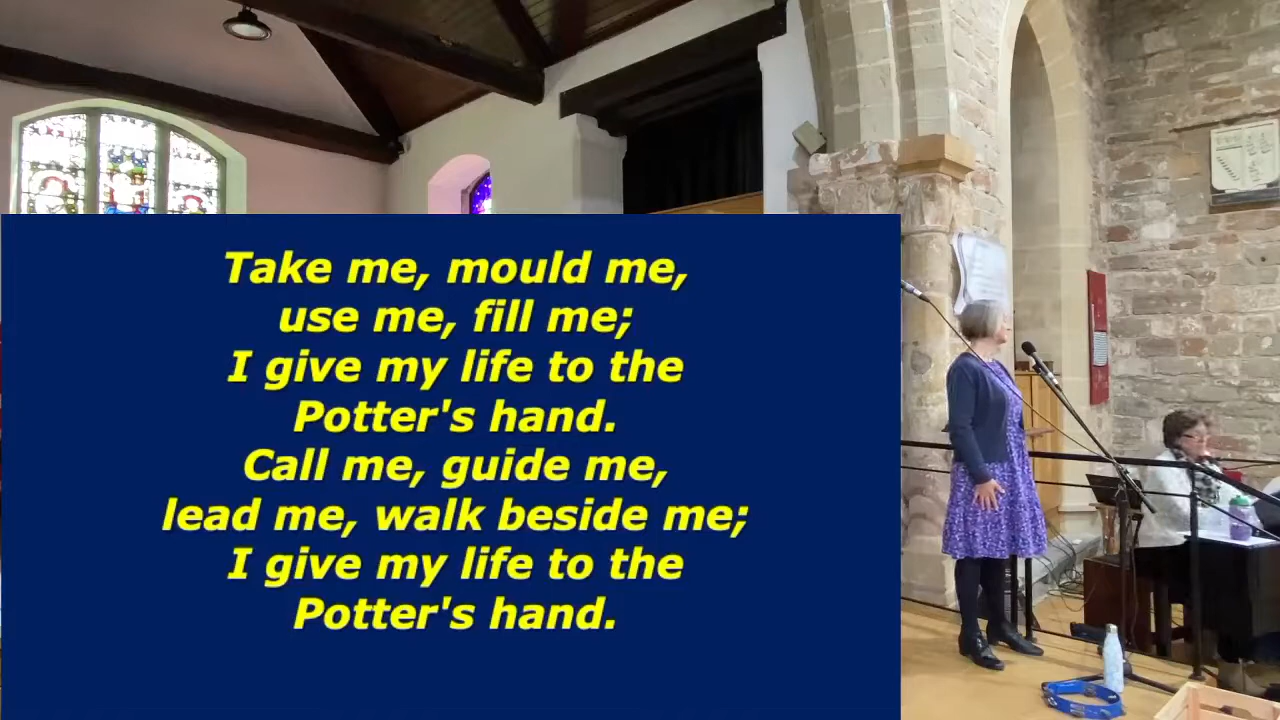 Take me, mould me,
use me, fill me;
I give my life to the
Potter's hand.
Call me, guide me,
lead me, walk beside me;
I give my life to the
Potter's hand.